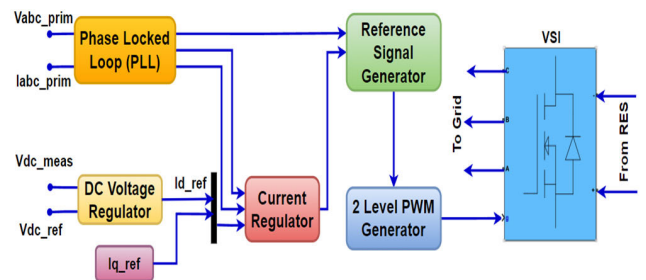 Vabc_prim
Iabc_prim
Phase Locked
Loop (PLL)
Reference
Signal
Generator
VSI
C
B
A
g
To Grid
From RES
Vdc_meas
Vdc_ref
DC Voltage
Regulator
Id_ref
Iq_ref
Current
Regulator
2 Level PWM
Generator